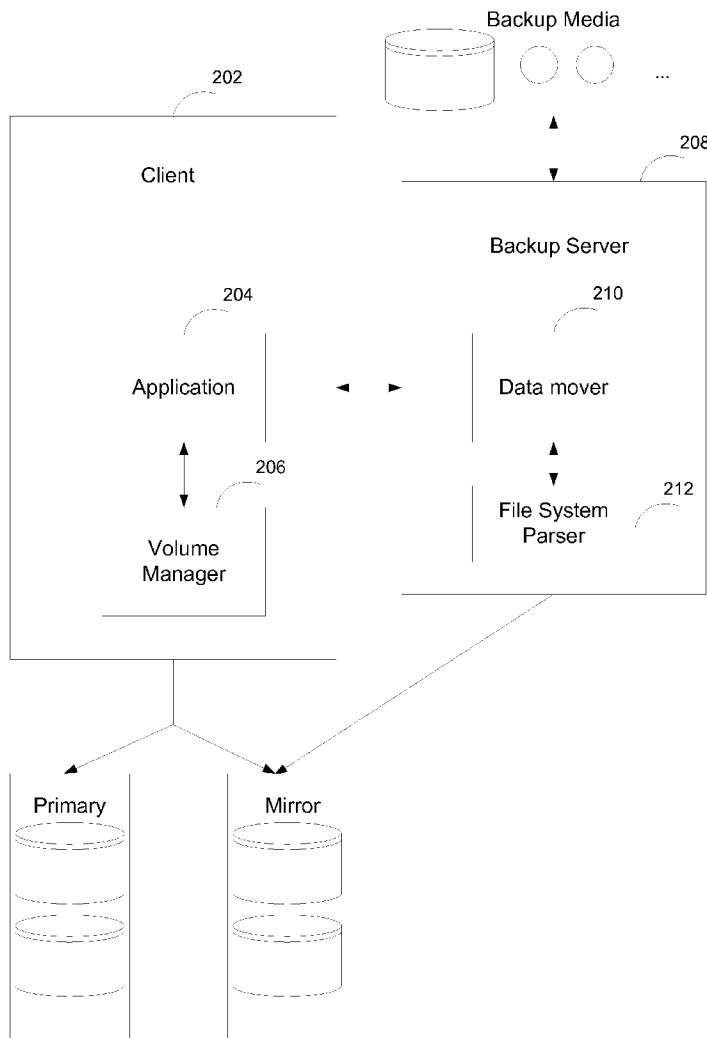 Backup Media
...
202
208
Client
Backup Server
204
210
Application
Data mover
206
212
File System
Parser
Volume
Manager
Primary
Mirror